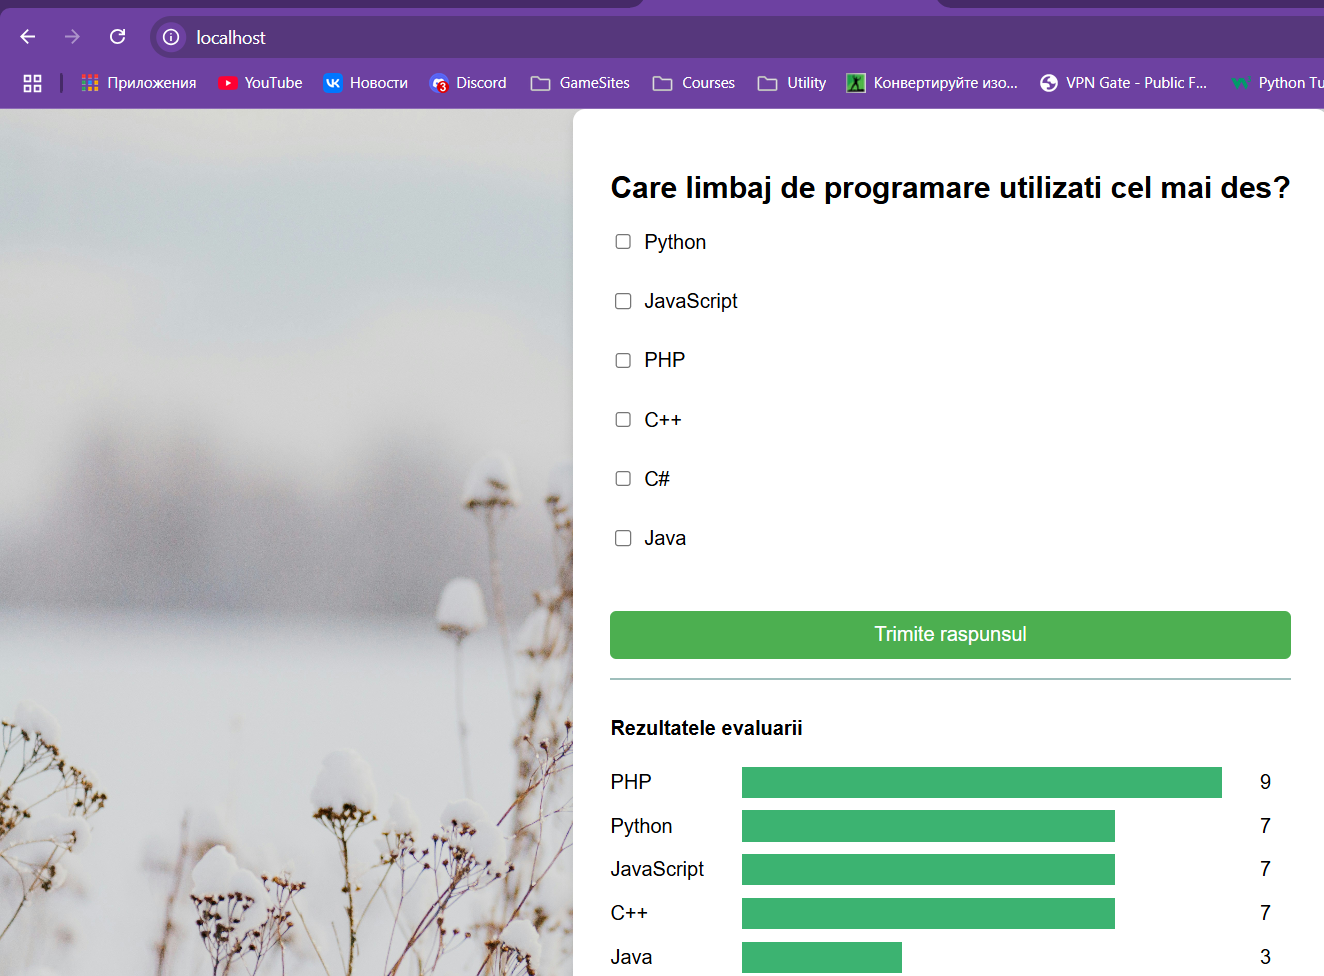 localhost
Приложения YouTube Новости 3 Discord GameSites Courses Utility Конвертируйте изо... VPN Gate - Public F... Python Tu
Care limbaj de programare utilizati cel mai des?
Python
JavaScript
PHP
C++
C#
Java
Trimite raspunsul
Rezultatele evaluarii
PHP 9
Python 7
JavaScript 7
C++ 7
Java 3